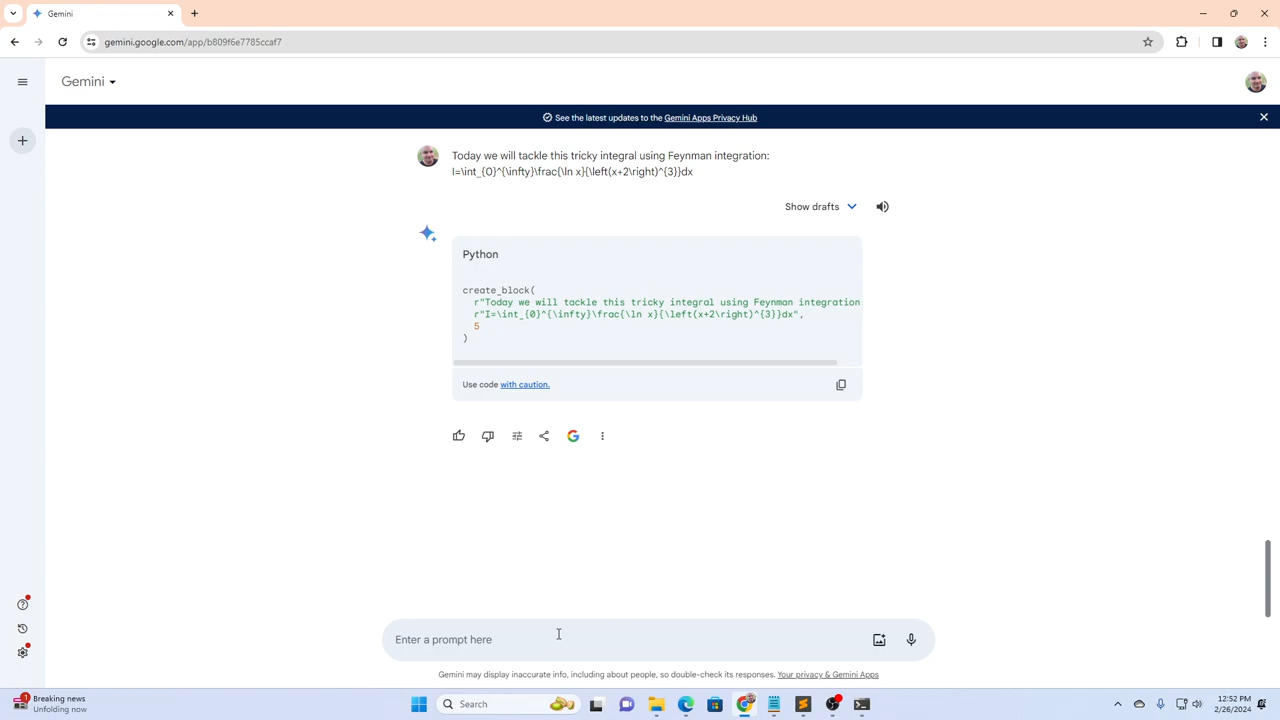 Gemini
gemini.google.com/app/b809f6e7785ccaf7
Gemini
See the latest updates to the Gemini Apps Privacy Hub
Today we will tackle this tricky integral using Feynman integration:
I=\int_{0}^{\infty}\frac{\ln x}{\left(x+2\right)^{3}}dx
Show drafts
Python
create_block(
r"Today we will tackle this tricky integral using Feynman integration
r"I=\int_{0}^{\infty}\frac{\ln x}{\left(x+2\right)^{3}}dx",
5
)
Use code with caution.
Enter a prompt here
Gemini may display inaccurate info, including about people, so double-check its responses. Your privacy & Gemini Apps
1
Breaking news
Unfolding now
Search
12:52 PM
2/26/2024